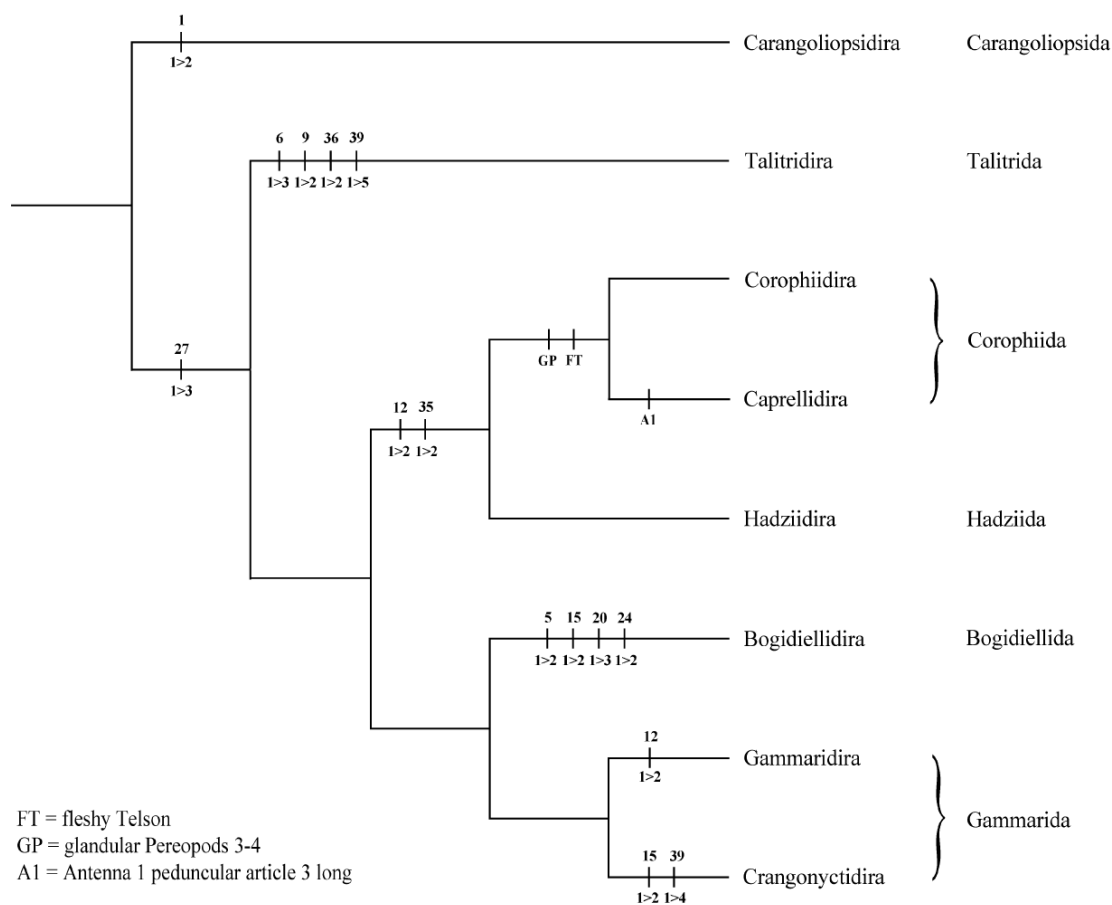 1
1>2
Carangoliopsidira Carangoliopsida
6 9 36 39
1>3 1>2 1>2 1>5
Talitridira Talitrida
Corophiidira
27
1>3
GP FT
Corophiida
12 35
1>2 1>2
Caprellidira
A1
Hadziidira Hadziida
5 15 20 24
1>2 1>2 1>3 1>2
Bogidiellidira Bogidiellida
12
1>2
Gammaridira
FT = fleshy Telson
GP = glandular Pereopods 3-4
A1 = Antenna 1 peduncular article 3 long
Gammarida
15 39
1>2 1>4
Crangonyctidira